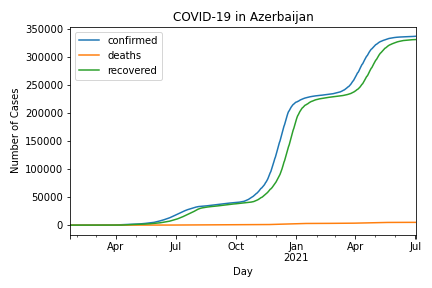 COVID-19 in Azerbaijan
350000
300000
250000
200000
150000
100000
50000
0
Number of Cases
confirmed
deaths
recovered
Apr
Jul
Oct
Jan
2021
Apr
Jul
Day